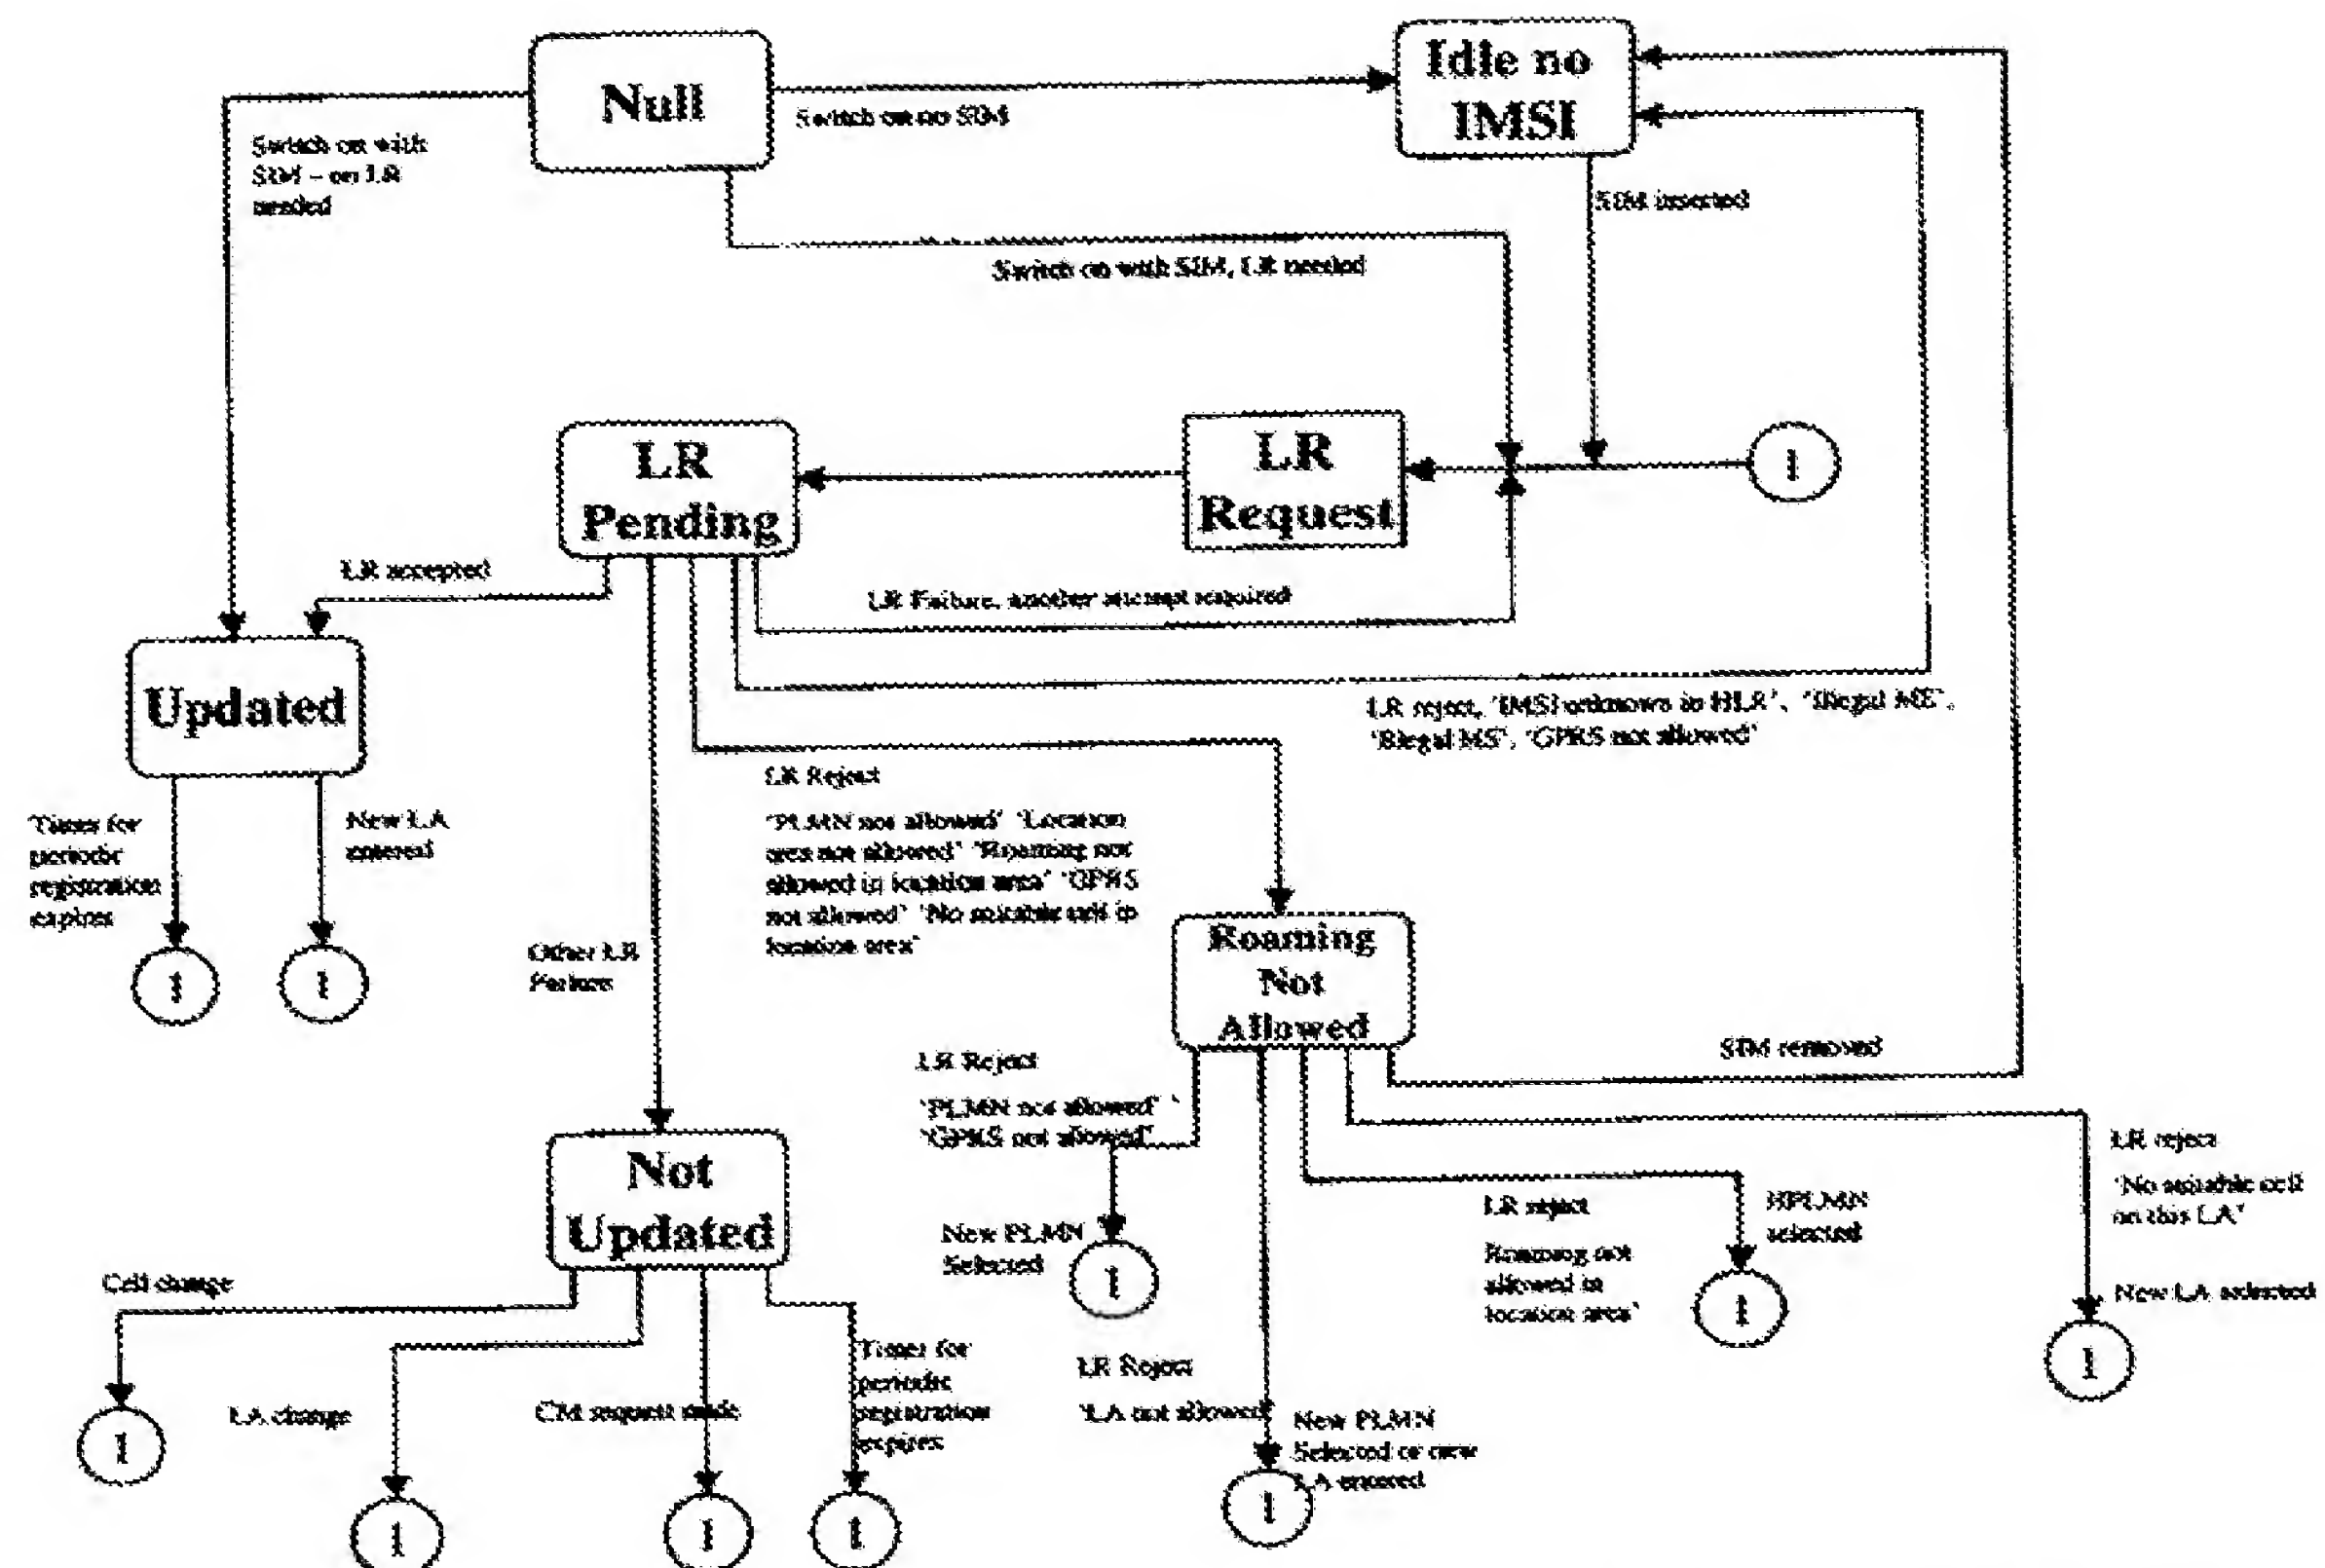 Null
Idle no
IMSI
Switch on no SIM
Switch on with
SIM – on LR
needed
SIM inserted
Switch on with SIM, LR needed
LR
Pending
LR
Request
1
LR accepted
LR Failure, another attempt required
Updated
LR reject, 'IMSI unknown in HLR', 'Illegal ME',
'Illegal MS', 'GPRS not allowed'
LR Reject
'PLMN not allowed' 'Location
area not allowed' 'Roaming not
allowed in location area' 'GPRS
not allowed' 'No suitable cell in
location area'
Times for
periodic
registration
expires
New LA
entered
1
1
Other LR
Failures
Roaming
Not
Allowed
SIM removed
LR Reject
'PLMN not allowed' '
'GPRS not allowed'
New PLMN
Selected
1
Not
Updated
LR reject
Roaming not
allowed in
location area'
HPLMN
selected
1
LR reject
'No suitable cell
on this LA'
New LA selected
1
Cell change
1
LA change
1
CM request made
1
Timer for
periodic
registration
expires
1
LR Reject
'LA not allowed'
New PLMN
Selected or new
LA entered
1